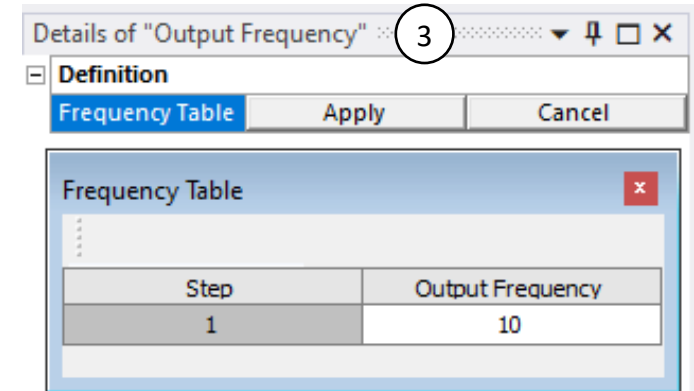 Details of "Output Frequency" 3
Definition
Frequency Table Apply Cancel
Frequency Table
Step Output Frequency
1 10